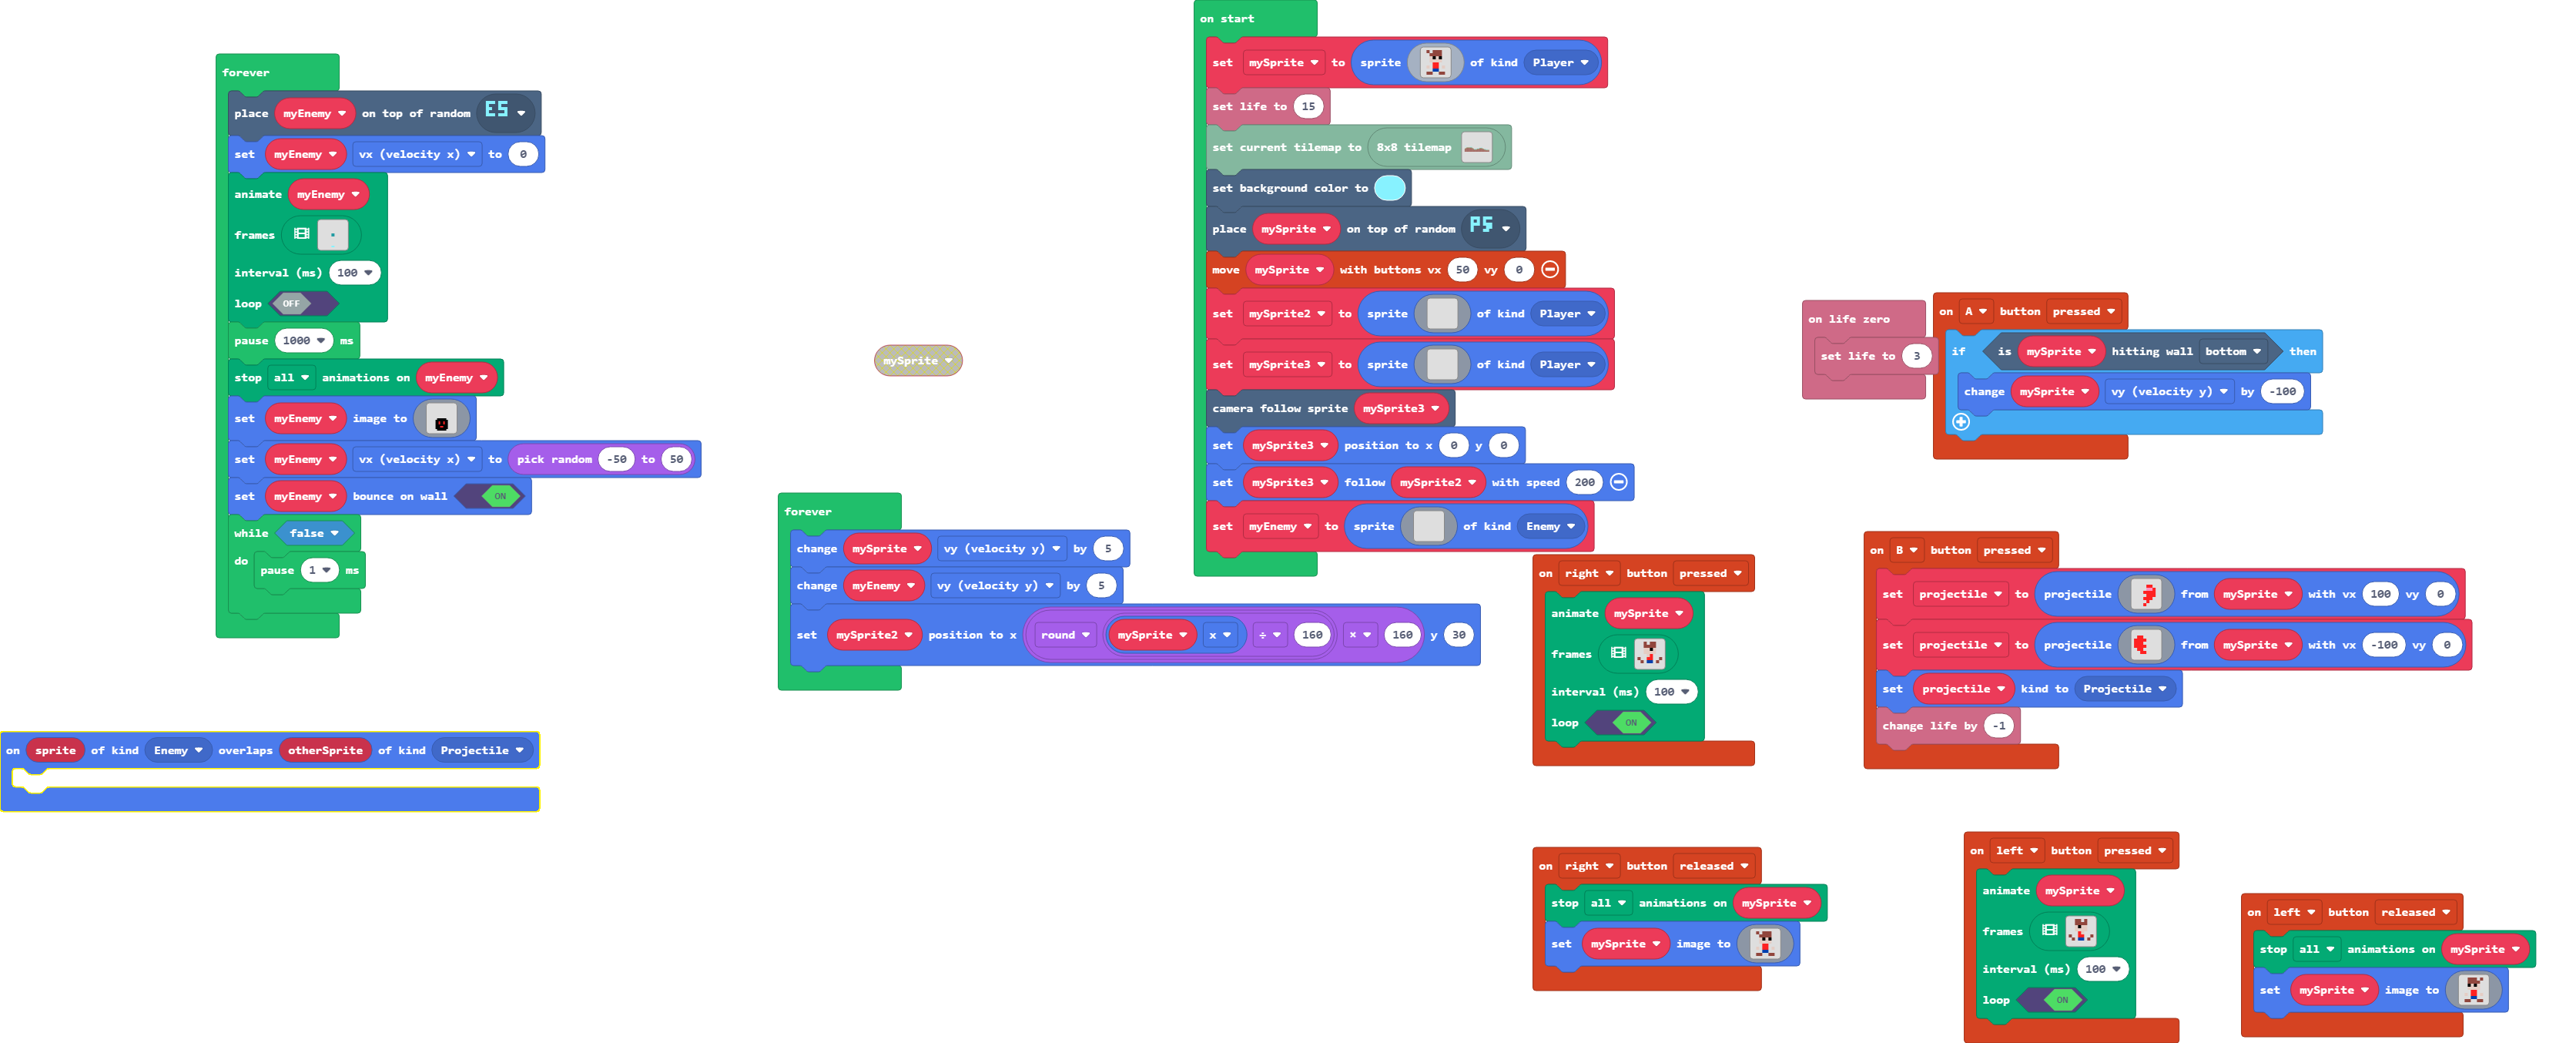 forever
place myEnemy on top of random ES
set myEnemy vx (velocity x) to 0
animate myEnemy
frames
interval (ms) 100
loop OFF
pause 1000 ms
stop all animations on myEnemy
set myEnemy image to
set myEnemy vx (velocity x) to pick random -50 to 50
set myEnemy bounce on wall ON
while false
do pause 1 ms
on sprite of kind Enemy overlaps otherSprite of kind Projectile
mySprite
forever
change mySprite vy (velocity y) by 5
change myEnemy vy (velocity y) by 5
set mySprite2 position to x round mySprite x ÷ 160 × 160 y 30
on start
set mySprite to sprite of kind Player
set life to 15
set current tilemap to 8x8 tilemap
set background color to
place mySprite on top of random PS
move mySprite with buttons vx 50 vy 0
set mySprite2 to sprite of kind Player
set mySprite3 to sprite of kind Player
camera follow sprite mySprite3
set mySprite3 position to x 0 y 0
set mySprite3 follow mySprite2 with speed 200
set myEnemy to sprite of kind Enemy
on life zero
set life to 3
on A button pressed
if is mySprite hitting wall bottom then
change mySprite vy (velocity y) by -100
on right button pressed
animate mySprite
frames
interval (ms) 100
loop ON
on B button pressed
set projectile to projectile from mySprite with vx 100 vy 0
set projectile to projectile from mySprite with vx -100 vy 0
set projectile kind to Projectile
change life by -1
on right button released
stop all animations on mySprite
set mySprite image to
on left button pressed
animate mySprite
frames
interval (ms) 100
loop ON
on left button released
stop all animations on mySprite
set mySprite image to